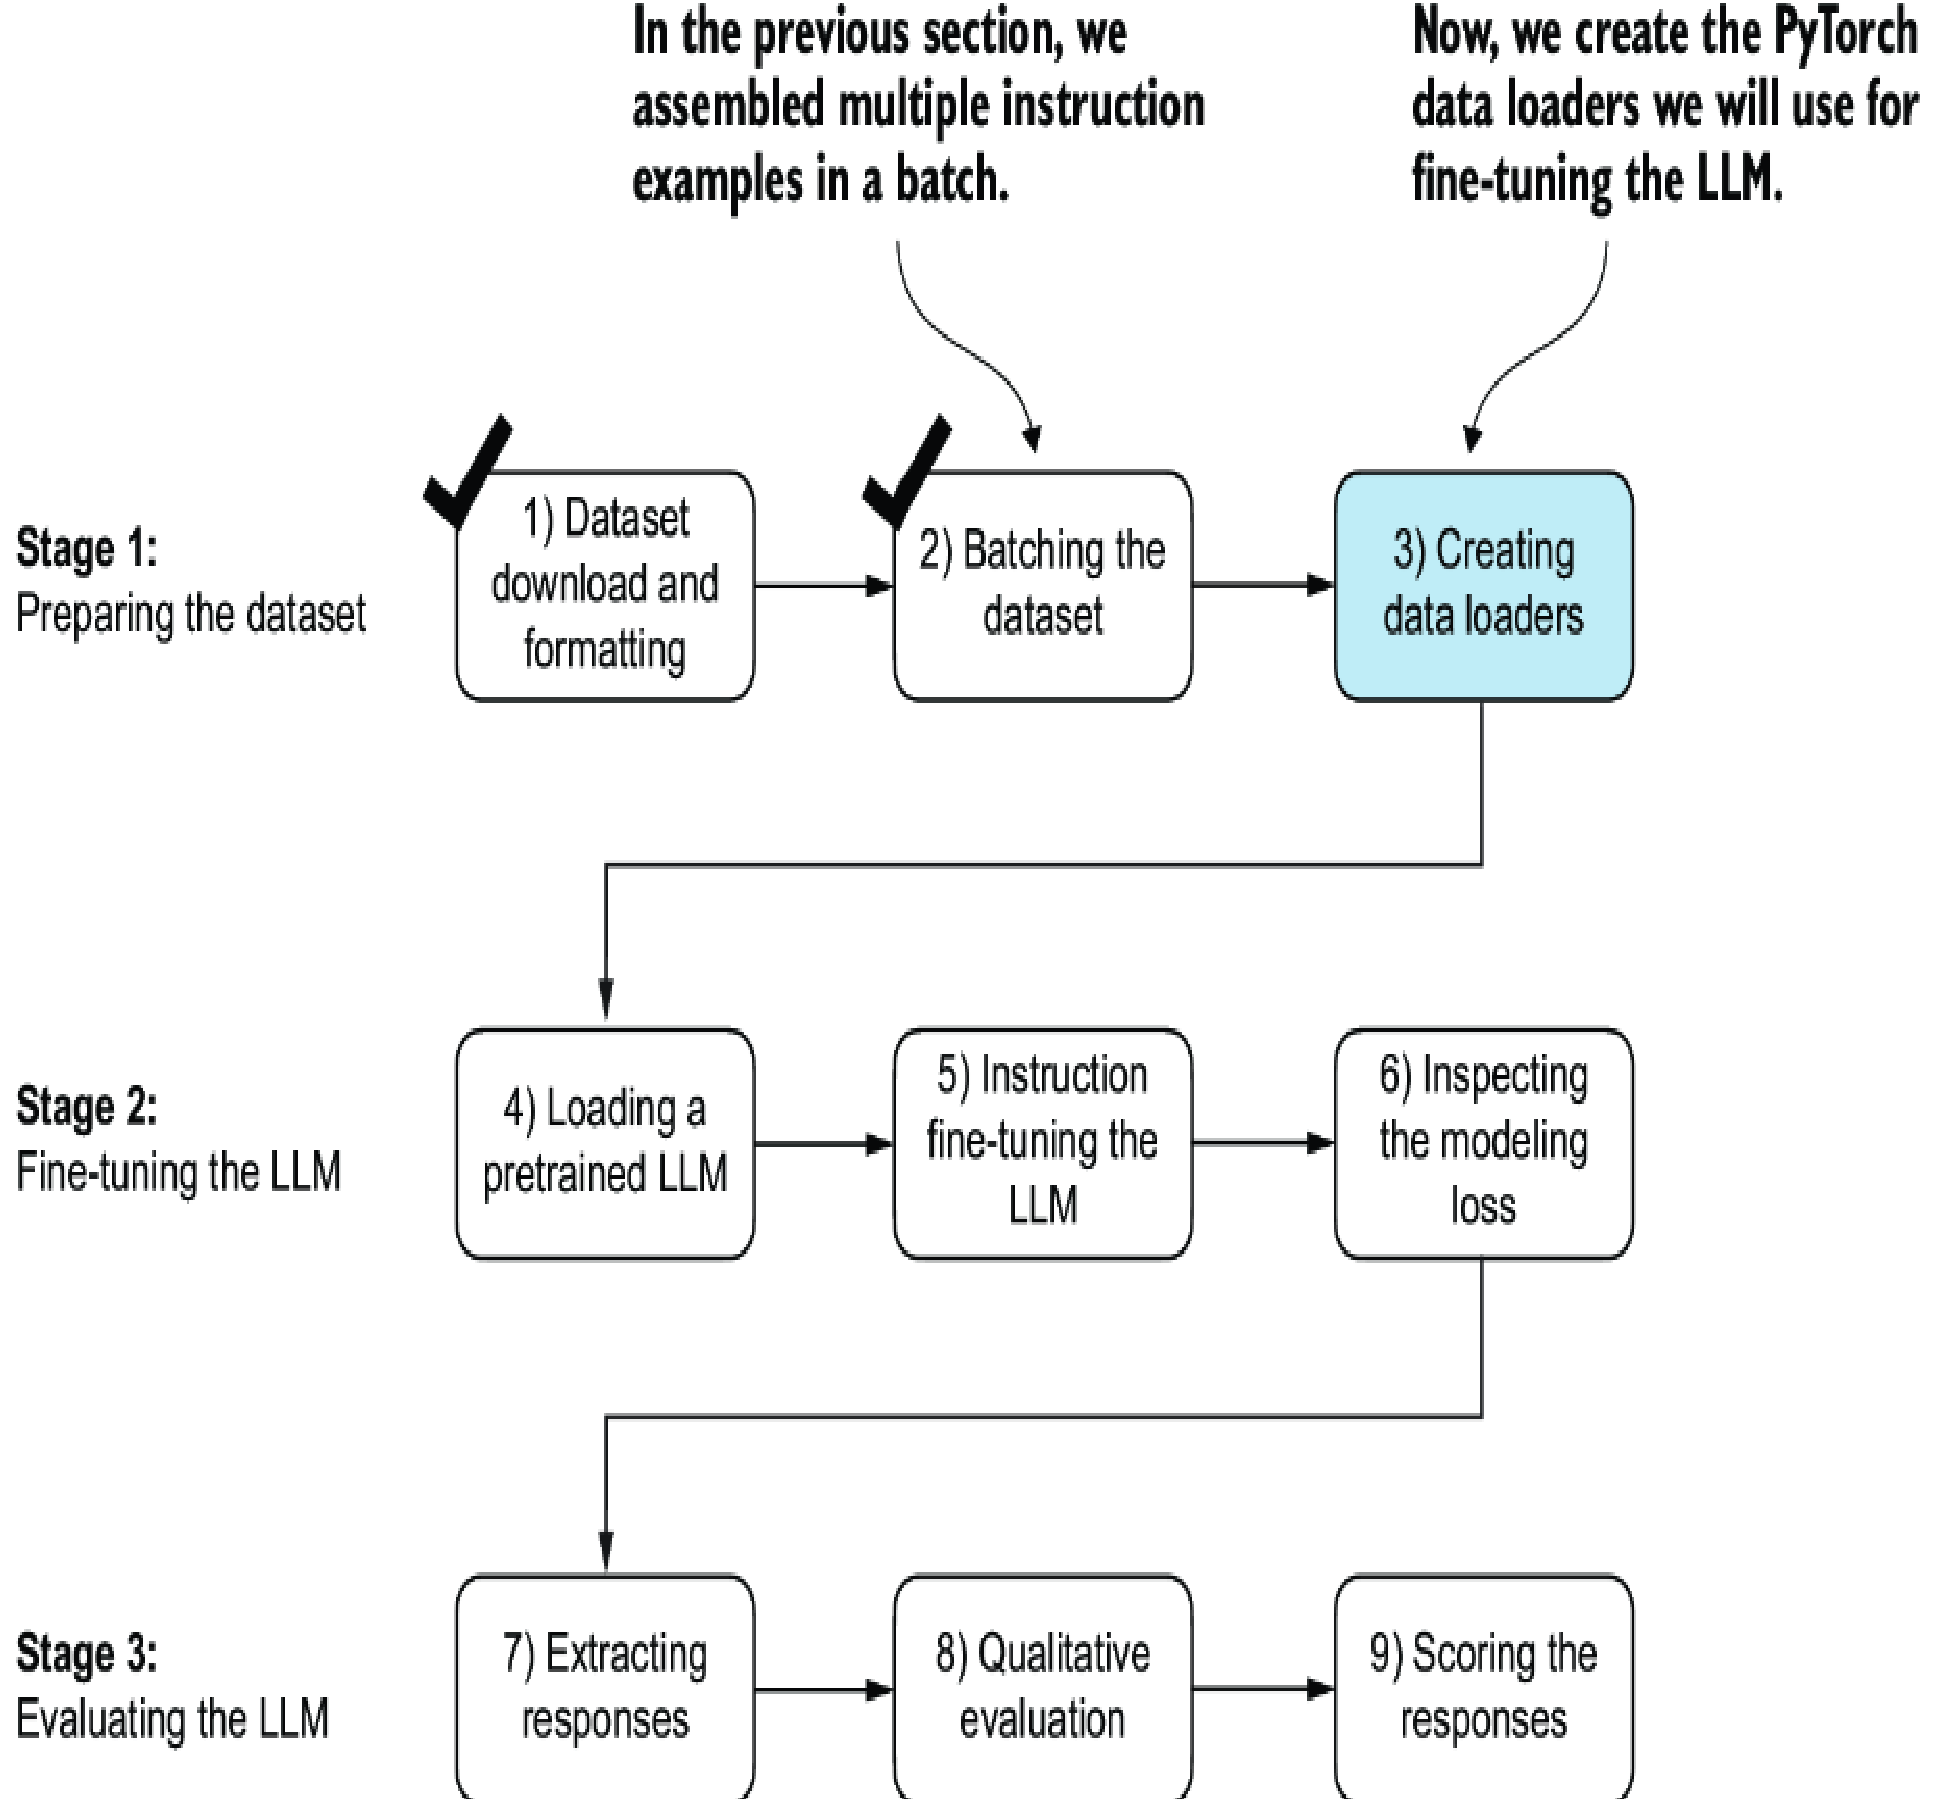 In the previous section, we
assembled multiple instruction
examples in a batch.
Now, we create the PyTorch
data loaders we will use for
fine-tuning the LLM.
Stage 1:
Preparing the dataset
1) Dataset
download and
formatting
2) Batching the
dataset
3) Creating
data loaders
Stage 2:
Fine-tuning the LLM
4) Loading a
pretrained LLM
5) Instruction
fine-tuning the
LLM
6) Inspecting
the modeling
loss
Stage 3:
Evaluating the LLM
7) Extracting
responses
8) Qualitative
evaluation
9) Scoring the
responses